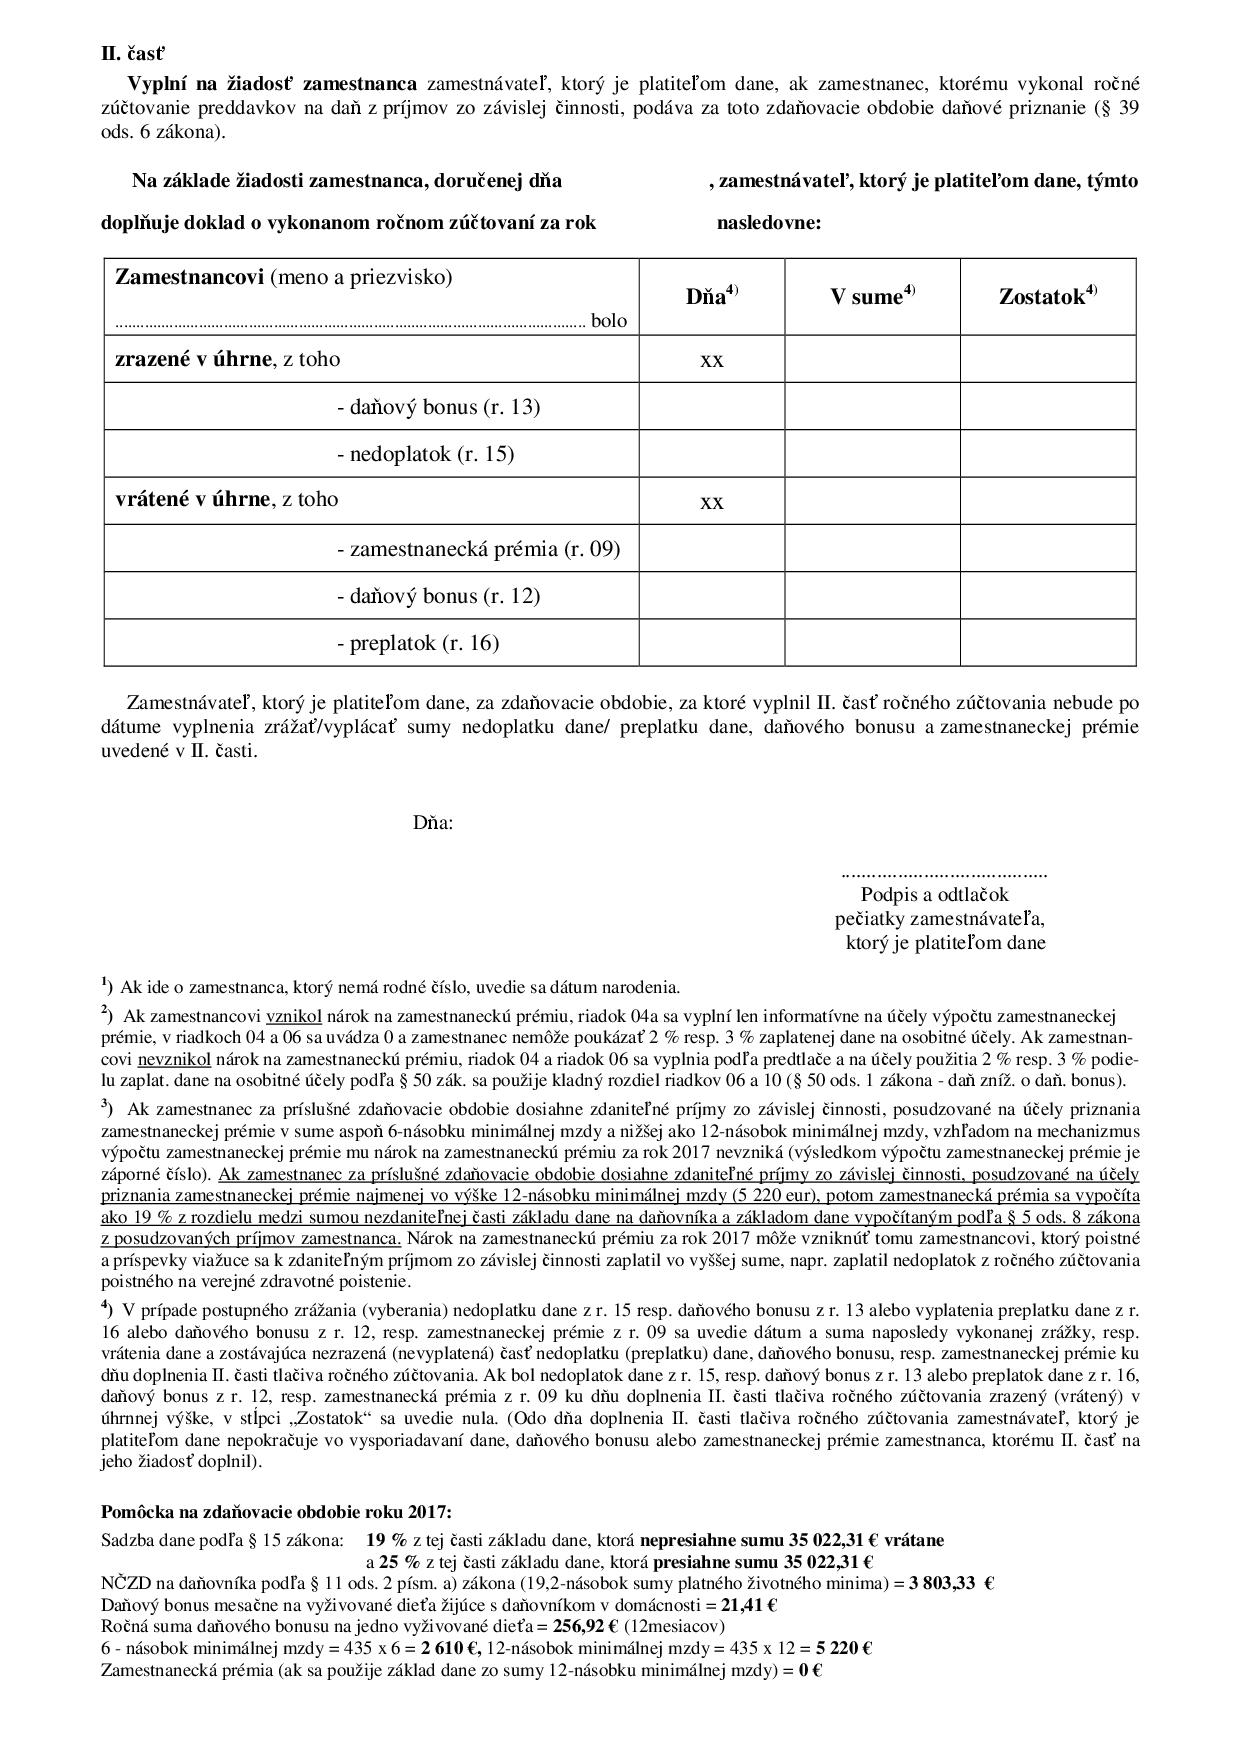 II. časť
Vyplní na žiadosť zamestnanca zamestnávateľ, ktorý je platiteľom dane, ak zamestnanec, ktorému vykonal ročné
zúčtovanie preddavkov na daň z príjmov zo závislej činnosti, podáva za toto zdaňovacie obdobie daňové priznanie (§ 39
ods. 6 zákona).
Na základe žiadosti zamestnanca, doručenej dňa , zamestnávateľ, ktorý je platiteľom dane, týmto
doplňuje doklad o vykonanom ročnom zúčtovaní za rok nasledovne:
Zamestnancovi (meno a priezvisko)
................................................................................................................ bolo
Dňa4) V sume4) Zostatok4)
zrazené v úhrne, z toho xx
- daňový bonus (r. 13)
- nedoplatok (r. 15)
vrátené v úhrne, z toho xx
- zamestnanecká prémia (r. 09)
- daňový bonus (r. 12)
- preplatok (r. 16)
Zamestnávateľ, ktorý je platiteľom dane, za zdaňovacie obdobie, za ktoré vyplnil II. časť ročného zúčtovania nebude po
dátume vyplnenia zrážať/vyplácať sumy nedoplatku dane/ preplatku dane, daňového bonusu a zamestnaneckej prémie
uvedené v II. časti.
Dňa:
.......................................
Podpis a odtlačok
pečiatky zamestnávateľa,
ktorý je platiteľom dane
1) Ak ide o zamestnanca, ktorý nemá rodné číslo, uvedie sa dátum narodenia.
2) Ak zamestnancovi vznikol nárok na zamestnaneckú prémiu, riadok 04a sa vyplní len informatívne na účely výpočtu zamestnaneckej
prémie, v riadkoch 04 a 06 sa uvádza 0 a zamestnanec nemôže poukázať 2 % resp. 3 % zaplatenej dane na osobitné účely. Ak zamestnan-
covi nevznikol nárok na zamestnaneckú prémiu, riadok 04 a riadok 06 sa vyplnia podľa predtlače a na účely použitia 2 % resp. 3 % podie-
lu zaplat. dane na osobitné účely podľa § 50 zák. sa použije kladný rozdiel riadkov 06 a 10 (§ 50 ods. 1 zákona - daň zníž. o daň. bonus).
3) Ak zamestnanec za príslušné zdaňovacie obdobie dosiahne zdaniteľné príjmy zo závislej činnosti, posudzované na účely priznania
zamestnaneckej prémie v sume aspoň 6-násobku minimálnej mzdy a nižšej ako 12-násobok minimálnej mzdy, vzhľadom na mechanizmus
výpočtu zamestnaneckej prémie mu nárok na zamestnaneckú prémiu za rok 2017 nevzniká (výsledkom výpočtu zamestnaneckej prémie je
záporné číslo). Ak zamestnanec za príslušné zdaňovacie obdobie dosiahne zdaniteľné príjmy zo závislej činnosti, posudzované na účely
priznania zamestnaneckej prémie najmenej vo výške 12-násobku minimálnej mzdy (5 220 eur), potom zamestnanecká prémia sa vypočíta
ako 19 % z rozdielu medzi sumou nezdaniteľnej časti základu dane na daňovníka a základom dane vypočítaným podľa § 5 ods. 8 zákona
z posudzovaných príjmov zamestnanca. Nárok na zamestnaneckú prémiu za rok 2017 môže vzniknúť tomu zamestnancovi, ktorý poistné
a príspevky viažuce sa k zdaniteľným príjmom zo závislej činnosti zaplatil vo vyššej sume, napr. zaplatil nedoplatok z ročného zúčtovania
poistného na verejné zdravotné poistenie.
4) V prípade postupného zrážania (vyberania) nedoplatku dane z r. 15 resp. daňového bonusu z r. 13 alebo vyplatenia preplatku dane z r.
16 alebo daňového bonusu z r. 12, resp. zamestnaneckej prémie z r. 09 sa uvedie dátum a suma naposledy vykonanej zrážky, resp.
vrátenia dane a zostávajúca nezrazená (nevyplatená) časť nedoplatku (preplatku) dane, daňového bonusu, resp. zamestnaneckej prémie ku
dňu doplnenia II. časti tlačiva ročného zúčtovania. Ak bol nedoplatok dane z r. 15, resp. daňový bonus z r. 13 alebo preplatok dane z r. 16,
daňový bonus z r. 12, resp. zamestnanecká prémia z r. 09 ku dňu doplnenia II. časti tlačiva ročného zúčtovania zrazený (vrátený) v
úhrnnej výške, v stĺpci „Zostatok“ sa uvedie nula. (Odo dňa doplnenia II. časti tlačiva ročného zúčtovania zamestnávateľ, ktorý je
platiteľom dane nepokračuje vo vysporiadavaní dane, daňového bonusu alebo zamestnaneckej prémie zamestnanca, ktorému II. časť na
jeho žiadosť doplnil).
Pomôcka na zdaňovacie obdobie roku 2017:
Sadzba dane podľa § 15 zákona: 19 % z tej časti základu dane, ktorá nepresiahne sumu 35 022,31 € vrátane
a 25 % z tej časti základu dane, ktorá presiahne sumu 35 022,31 €
NČZD na daňovníka podľa § 11 ods. 2 písm. a) zákona (19,2-násobok sumy platného životného minima) = 3 803,33 €
Daňový bonus mesačne na vyživované dieťa žijúce s daňovníkom v domácnosti = 21,41 €
Ročná suma daňového bonusu na jedno vyživované dieťa = 256,92 € (12mesiacov)
6 - násobok minimálnej mzdy = 435 x 6 = 2 610 €, 12-násobok minimálnej mzdy = 435 x 12 = 5 220 €
Zamestnanecká prémia (ak sa použije základ dane zo sumy 12-násobku minimálnej mzdy) = 0 €